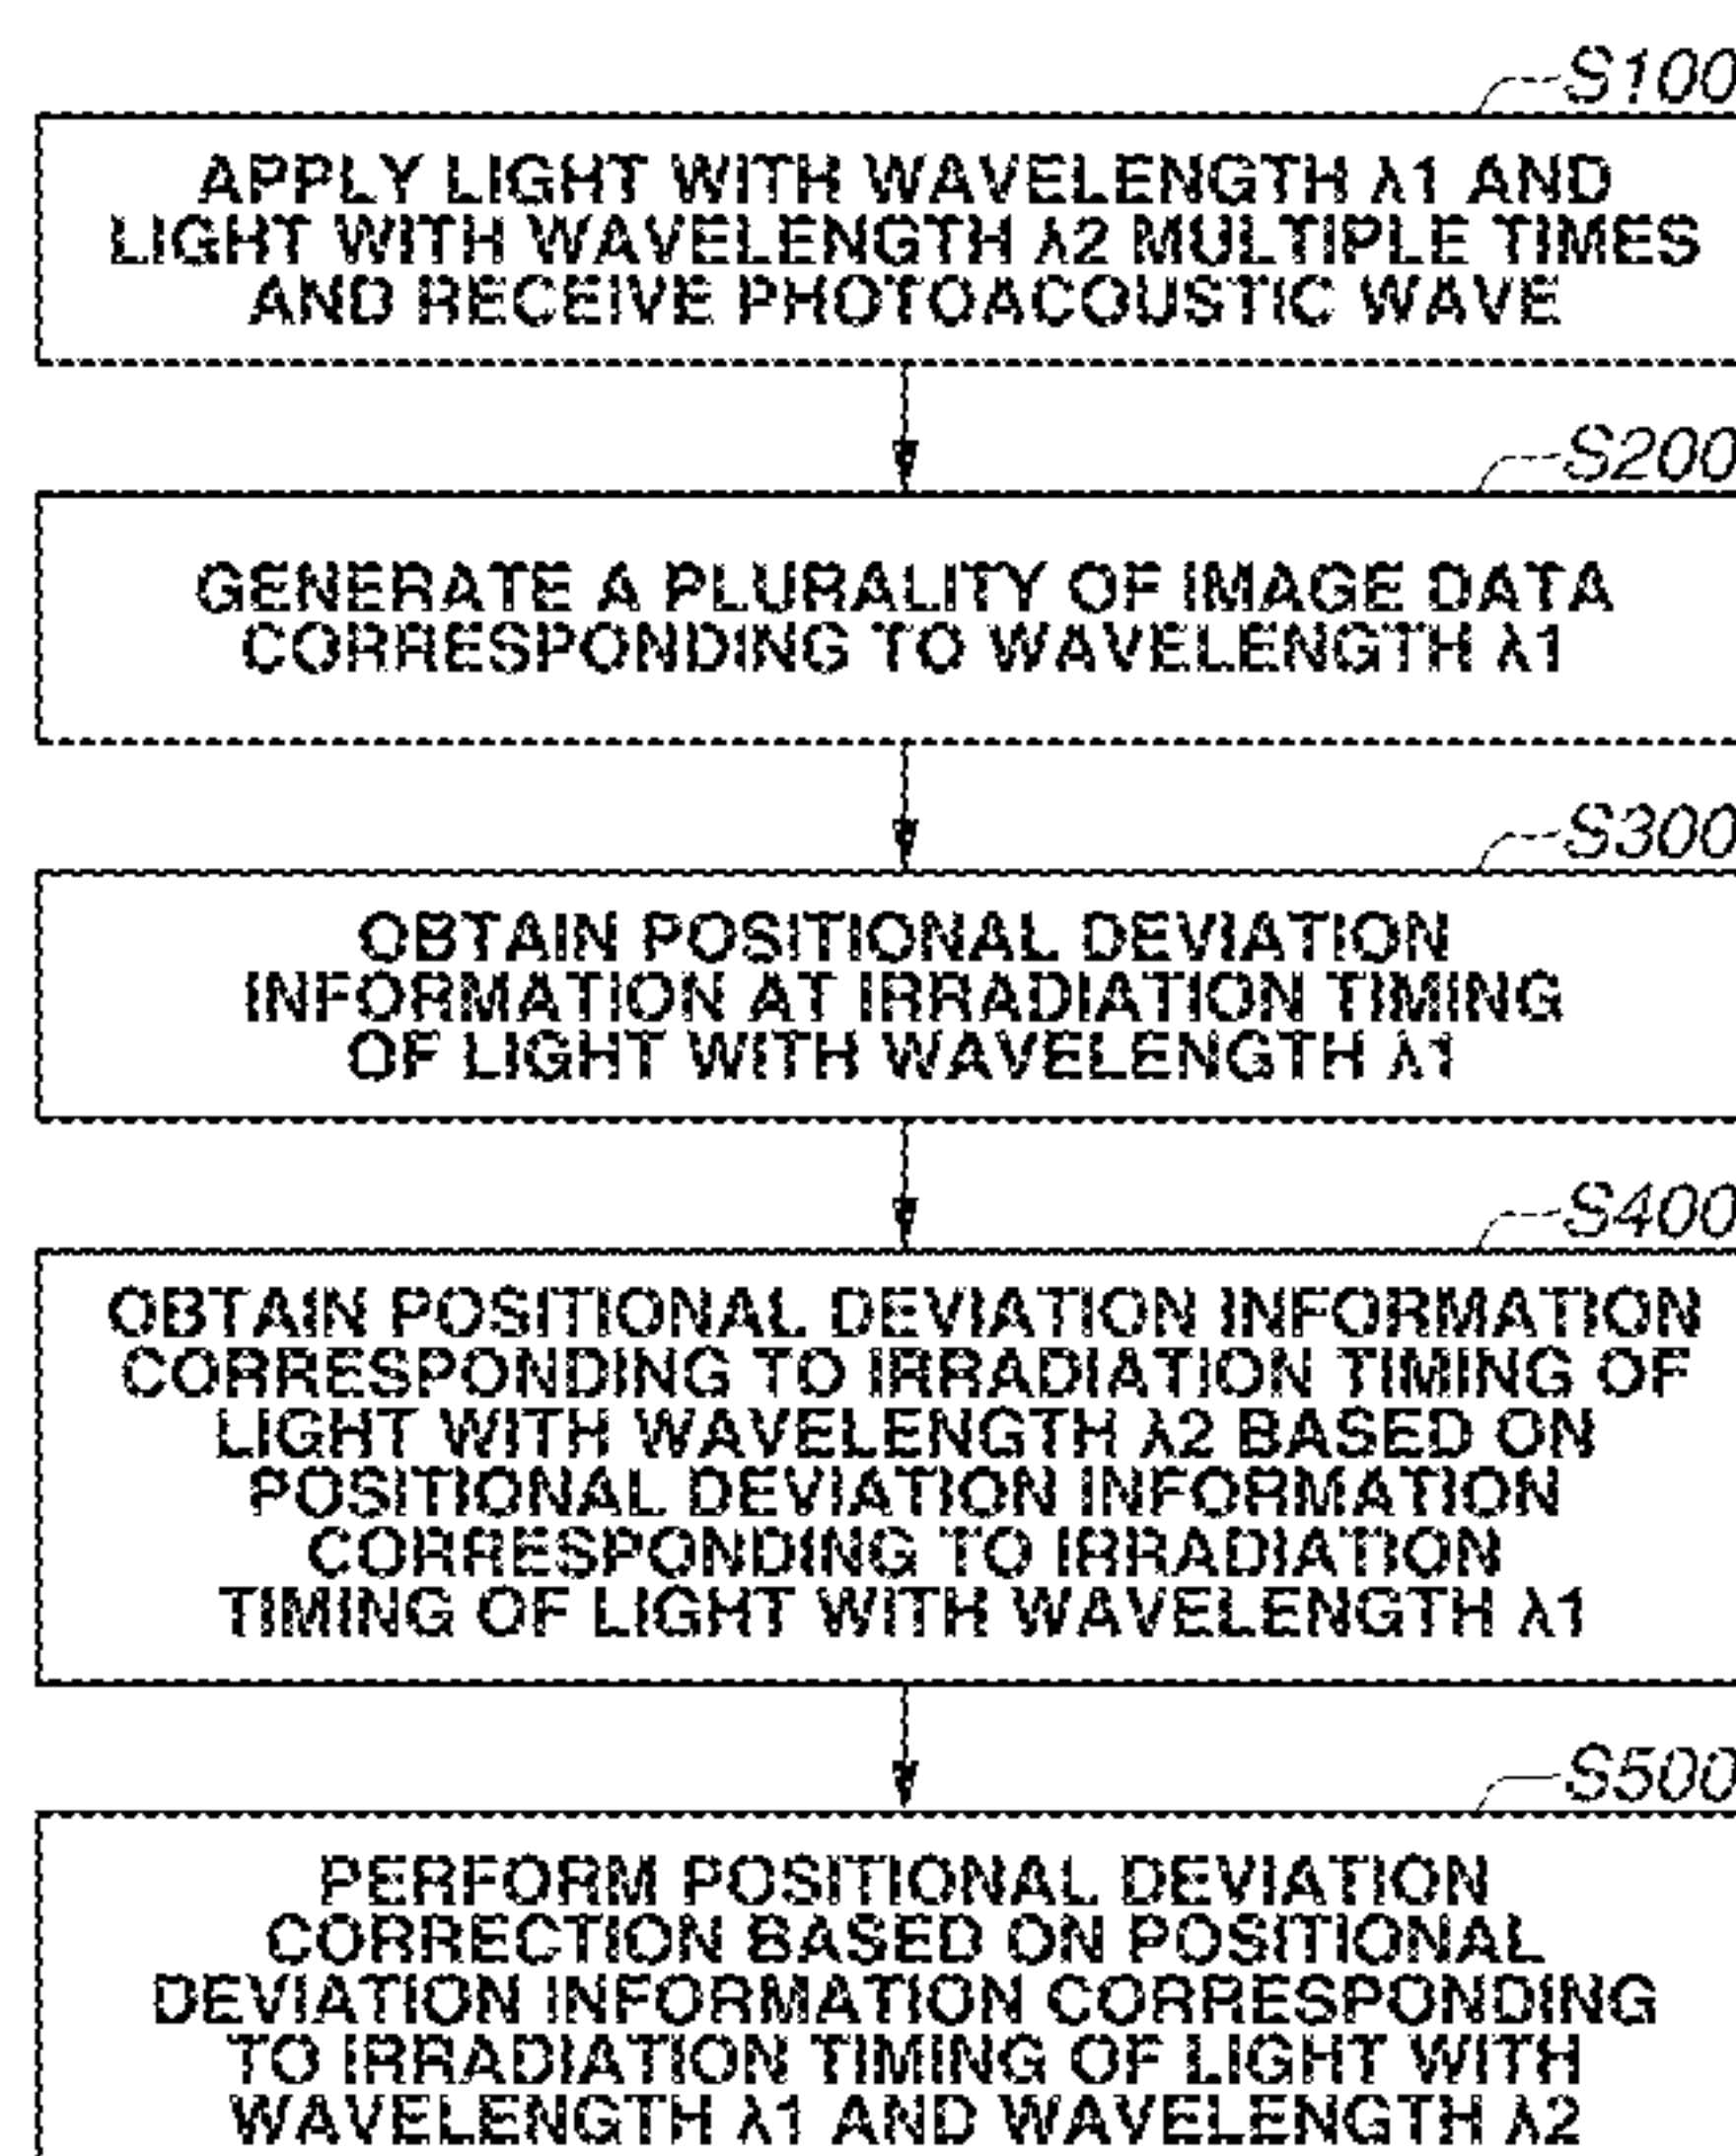 S100
APPLY LIGHT WITH WAVELENGTH λ1 AND
LIGHT WITH WAVELENGTH λ2 MULTIPLE TIMES
AND RECEIVE PHOTOACOUSTIC WAVE
S200
GENERATE A PLURALITY OF IMAGE DATA
CORRESPONDING TO WAVELENGTH λ1
S300
OBTAIN POSITIONAL DEVIATION
INFORMATION AT IRRADIATION TIMING
OF LIGHT WITH WAVELENGTH λ1
S400
OBTAIN POSITIONAL DEVIATION INFORMATION
CORRESPONDING TO IRRADIATION TIMING OF
LIGHT WITH WAVELENGTH λ2 BASED ON
POSITIONAL DEVIATION INFORMATION
CORRESPONDING TO IRRADIATION
TIMING OF LIGHT WITH WAVELENGTH λ1
S500
PERFORM POSITIONAL DEVIATION
CORRECTION BASED ON POSITIONAL
DEVIATION INFORMATION CORRESPONDING
TO IRRADIATION TIMING OF LIGHT WITH
WAVELENGTH λ1 AND WAVELENGTH λ2